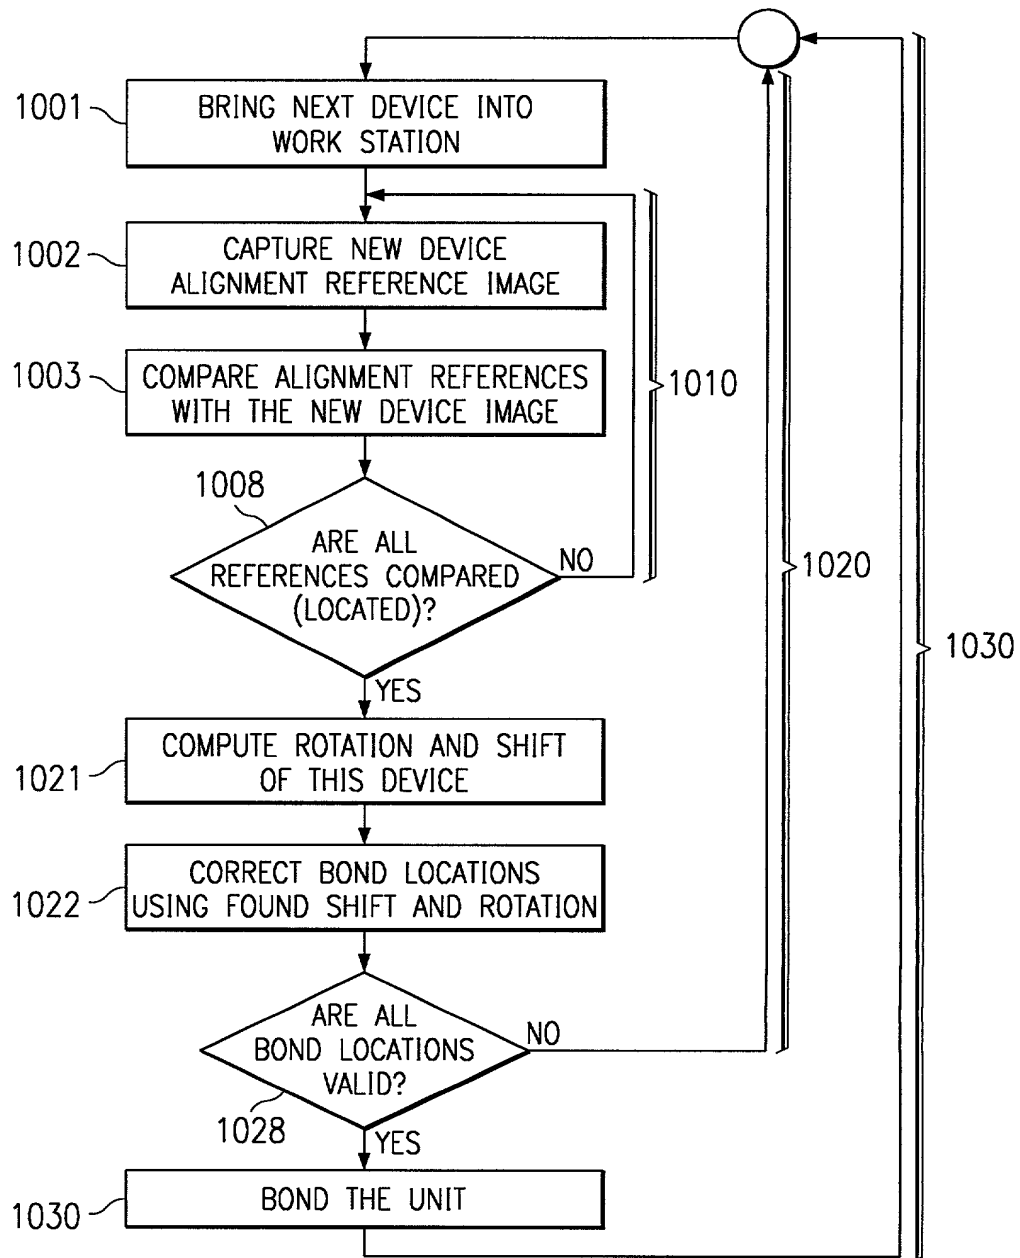 1001
BRING NEXT DEVICE INTO
WORK STATION
1002
CAPTURE NEW DEVICE
ALIGNMENT REFERENCE IMAGE
1003
COMPARE ALIGNMENT REFERENCES
WITH THE NEW DEVICE IMAGE
1010
1008
ARE ALL
REFERENCES COMPARED
(LOCATED)?
NO
1020
1030
YES
1021
COMPUTE ROTATION AND SHIFT
OF THIS DEVICE
1022
CORRECT BOND LOCATIONS
USING FOUND SHIFT AND ROTATION
ARE ALL
BOND LOCATIONS
VALID?
NO
1028
YES
1030
BOND THE UNIT